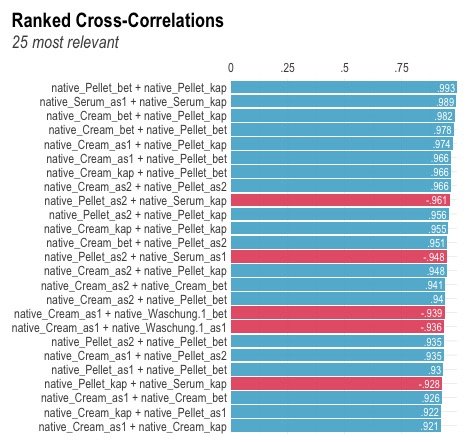 Ranked Cross-Correlations
25 most relevant
0 .25 .5 .75
native_Pellet_bet + native_Pellet_kap .993
native_Serum_as1 + native_Serum_kap .989
native_Cream_bet + native_Pellet_kap .982
native_Cream_bet + native_Pellet_bet .978
native_Cream_as1 + native_Pellet_kap .974
native_Cream_as1 + native_Pellet_bet .966
native_Cream_kap + native_Pellet_bet .966
native_Cream_as2 + native_Pellet_as2 .966
native_Pellet_as2 + native_Serum_kap -.961
native_Pellet_as2 + native_Pellet_kap .956
native_Cream_kap + native_Pellet_kap .955
native_Cream_bet + native_Pellet_as2 .951
native_Pellet_as2 + native_Serum_as1 -.948
native_Cream_as2 + native_Pellet_kap .948
native_Cream_as2 + native_Cream_bet .941
native_Cream_as2 + native_Pellet_bet .94
native_Cream_as1 + native_Waschung.1_bet -.939
native_Cream_as1 + native_Waschung.1_as1 -.936
native_Pellet_as2 + native_Pellet_bet .935
native_Cream_as1 + native_Pellet_as2 .935
native_Pellet_as1 + native_Pellet_bet .93
native_Pellet_kap + native_Serum_kap -.928
native_Cream_as1 + native_Cream_bet .926
native_Cream_kap + native_Pellet_as1 .922
native_Cream_as1 + native_Cream_kap .921